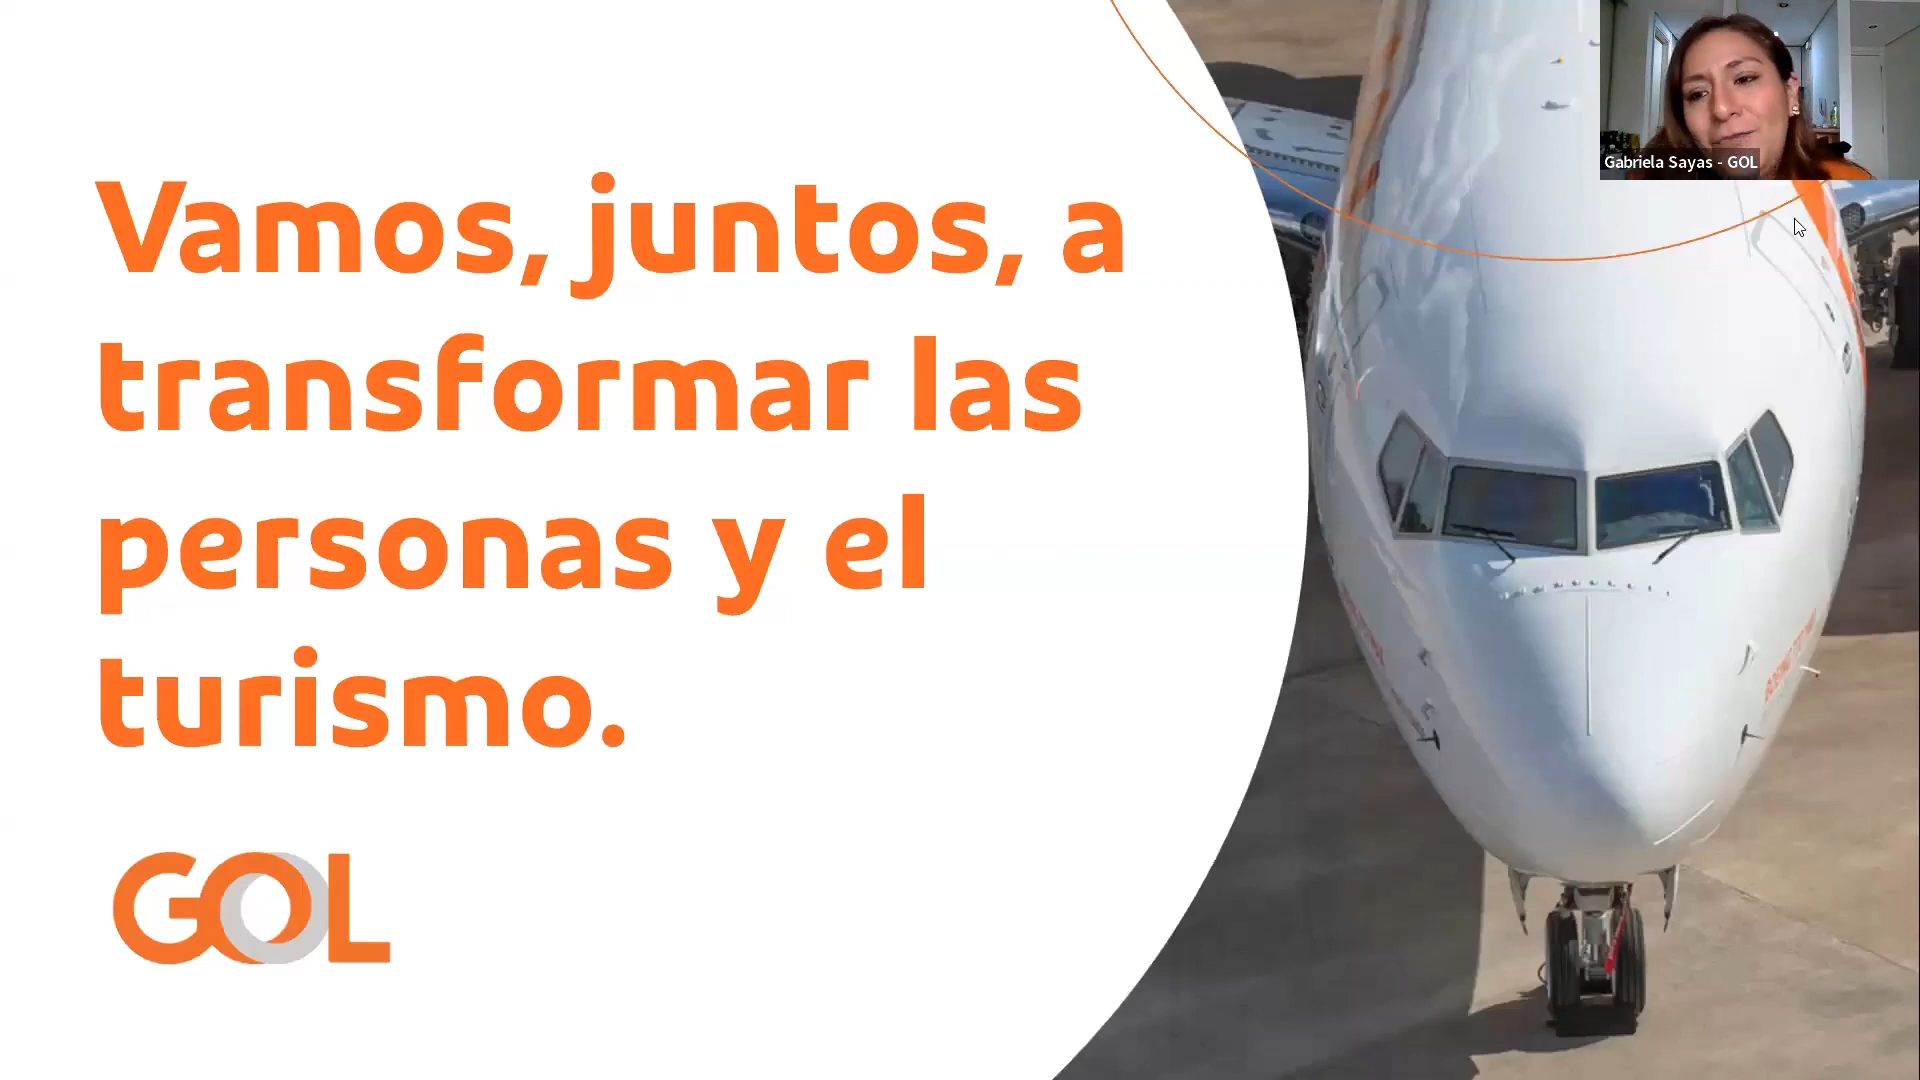 Gabriela Sayas - GOL
Vamos, juntos, a
transformar las
personas y el
turismo.
GOL